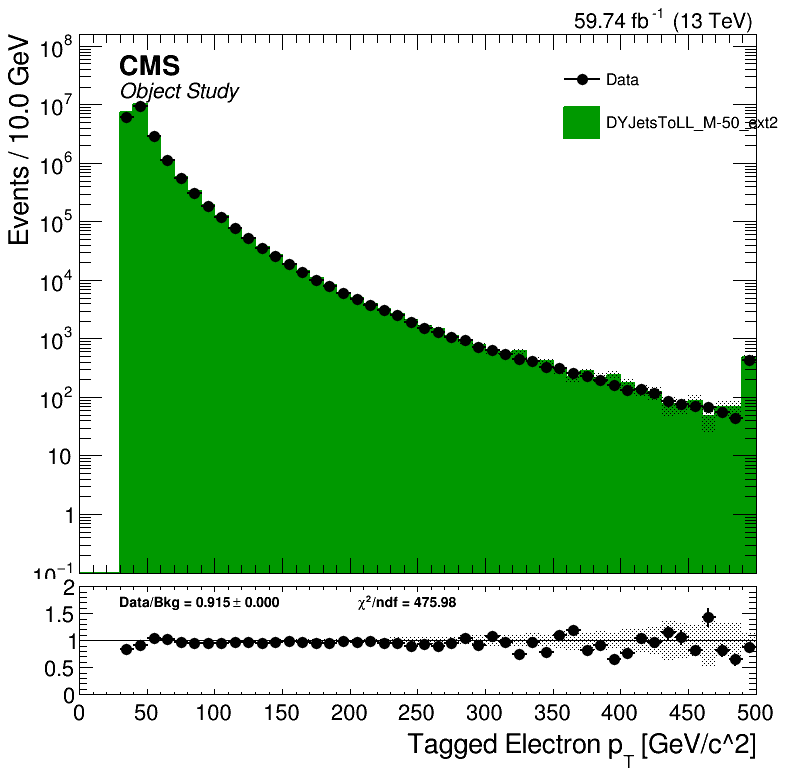 59.74 fb⁻¹ (13 TeV)
Events / 10.0 GeV
CMS
Object Study
Data
DYJetsToLL_M-50_ext2
10⁸
10⁷
10⁶
10⁵
10⁴
10³
10²
10
1
10⁻¹
Data/Bkg = 0.915 ± 0.000 χ²/ndf = 475.98
2
1.5
1
0.5
0
0 50 100 150 200 250 300 350 400 450 500
Tagged Electron p_T [GeV/c^2]